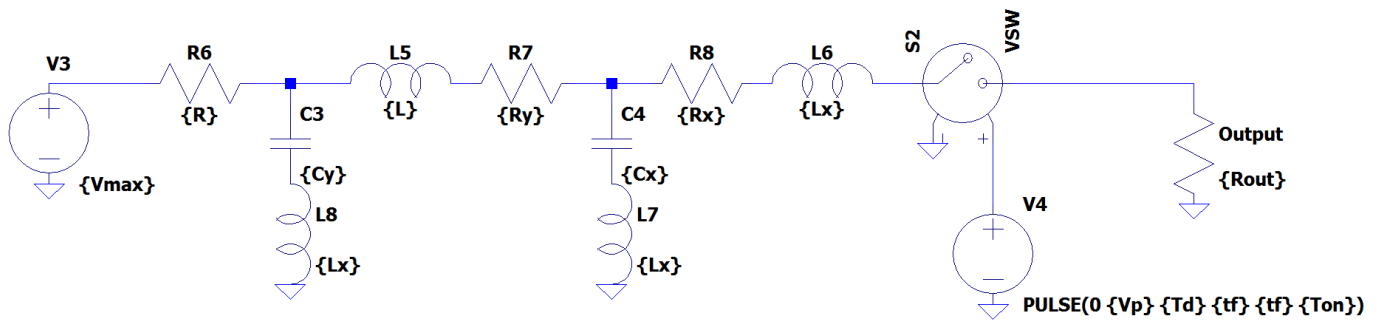 V3
{Vmax}
R6
{R}
C3
{Cy}
L8
{Lx}
L5
{L}
R7
{Ry}
C4
{Cx}
L7
{Lx}
R8
{Rx}
L6
{Lx}
S2
VSW
V4
PULSE(0 {Vp} {Td} {tf} {tf} {Ton})
Output
{Rout}